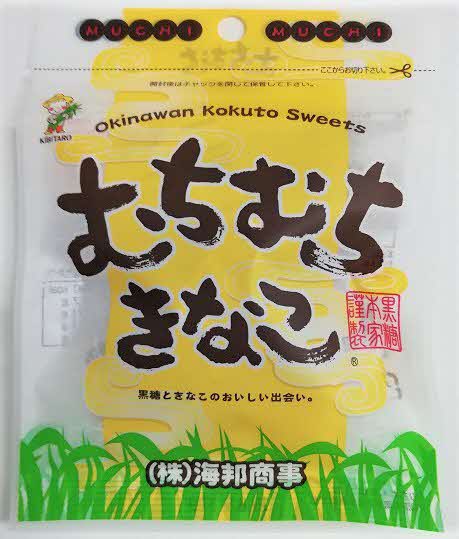 MUCHI MUCHI
ここからお切り下さい。
開封後はチャックを閉じて保管して下さい。
KIBITARO
Okinawan Kokuto Sweets
むちむち
きなこ
®
黒糖
本家
謹製
黒糖ときなこのおいしい出会い。
(株)海邦商事